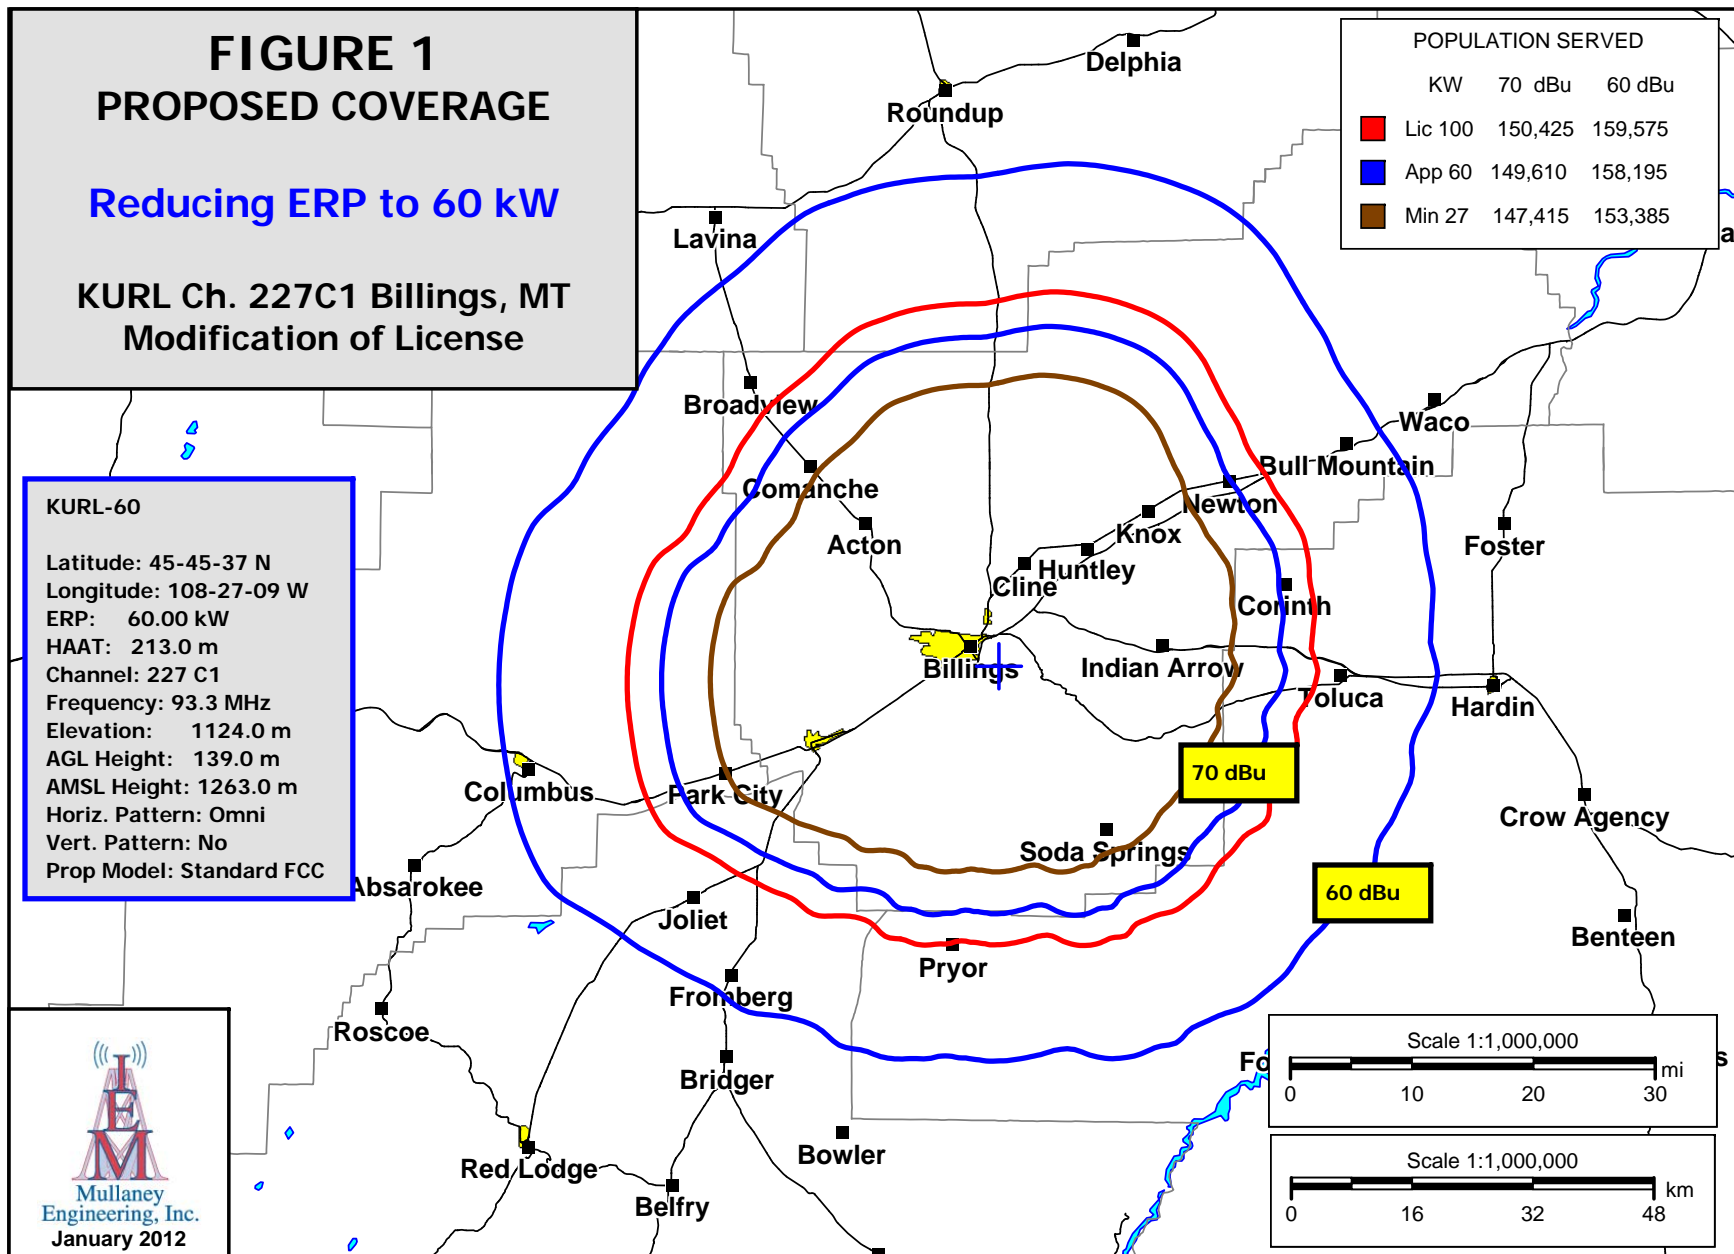 FIGURE 1
PROPOSED COVERAGE
Reducing ERP to 60 kW
KURL Ch. 227C1 Billings, MT
Modification of License
POPULATION SERVED
KW 70 dBu 60 dBu
Lic 100 150,425 159,575
App 60 149,610 158,195
Min 27 147,415 153,385
Delphia
Roundup
Lavina
a
Broadview
Waco
Bull Mountain
Comanche
Newton
Knox
Acton
Foster
Huntley
Cline
Corinth
Billings
Indian Arrow
Toluca
Hardin
KURL-60
Latitude: 45-45-37 N
Longitude: 108-27-09 W
ERP: 60.00 kW
HAAT: 213.0 m
Channel: 227 C1
Frequency: 93.3 MHz
Elevation: 1124.0 m
AGL Height: 139.0 m
AMSL Height: 1263.0 m
Horiz. Pattern: Omni
Vert. Pattern: No
Prop Model: Standard FCC
70 dBu
Columbus
Park City
Crow Agency
Soda Springs
Absarokee
60 dBu
Joliet
Benteen
Pryor
Fromberg
Roscoe
Bridger
Fo
s
Bowler
Red Lodge
Belfry
Scale 1:1,000,000
mi
0 10 20 30
Scale 1:1,000,000
km
0 16 32 48
IEM
Mullaney
Engineering, Inc.
January 2012